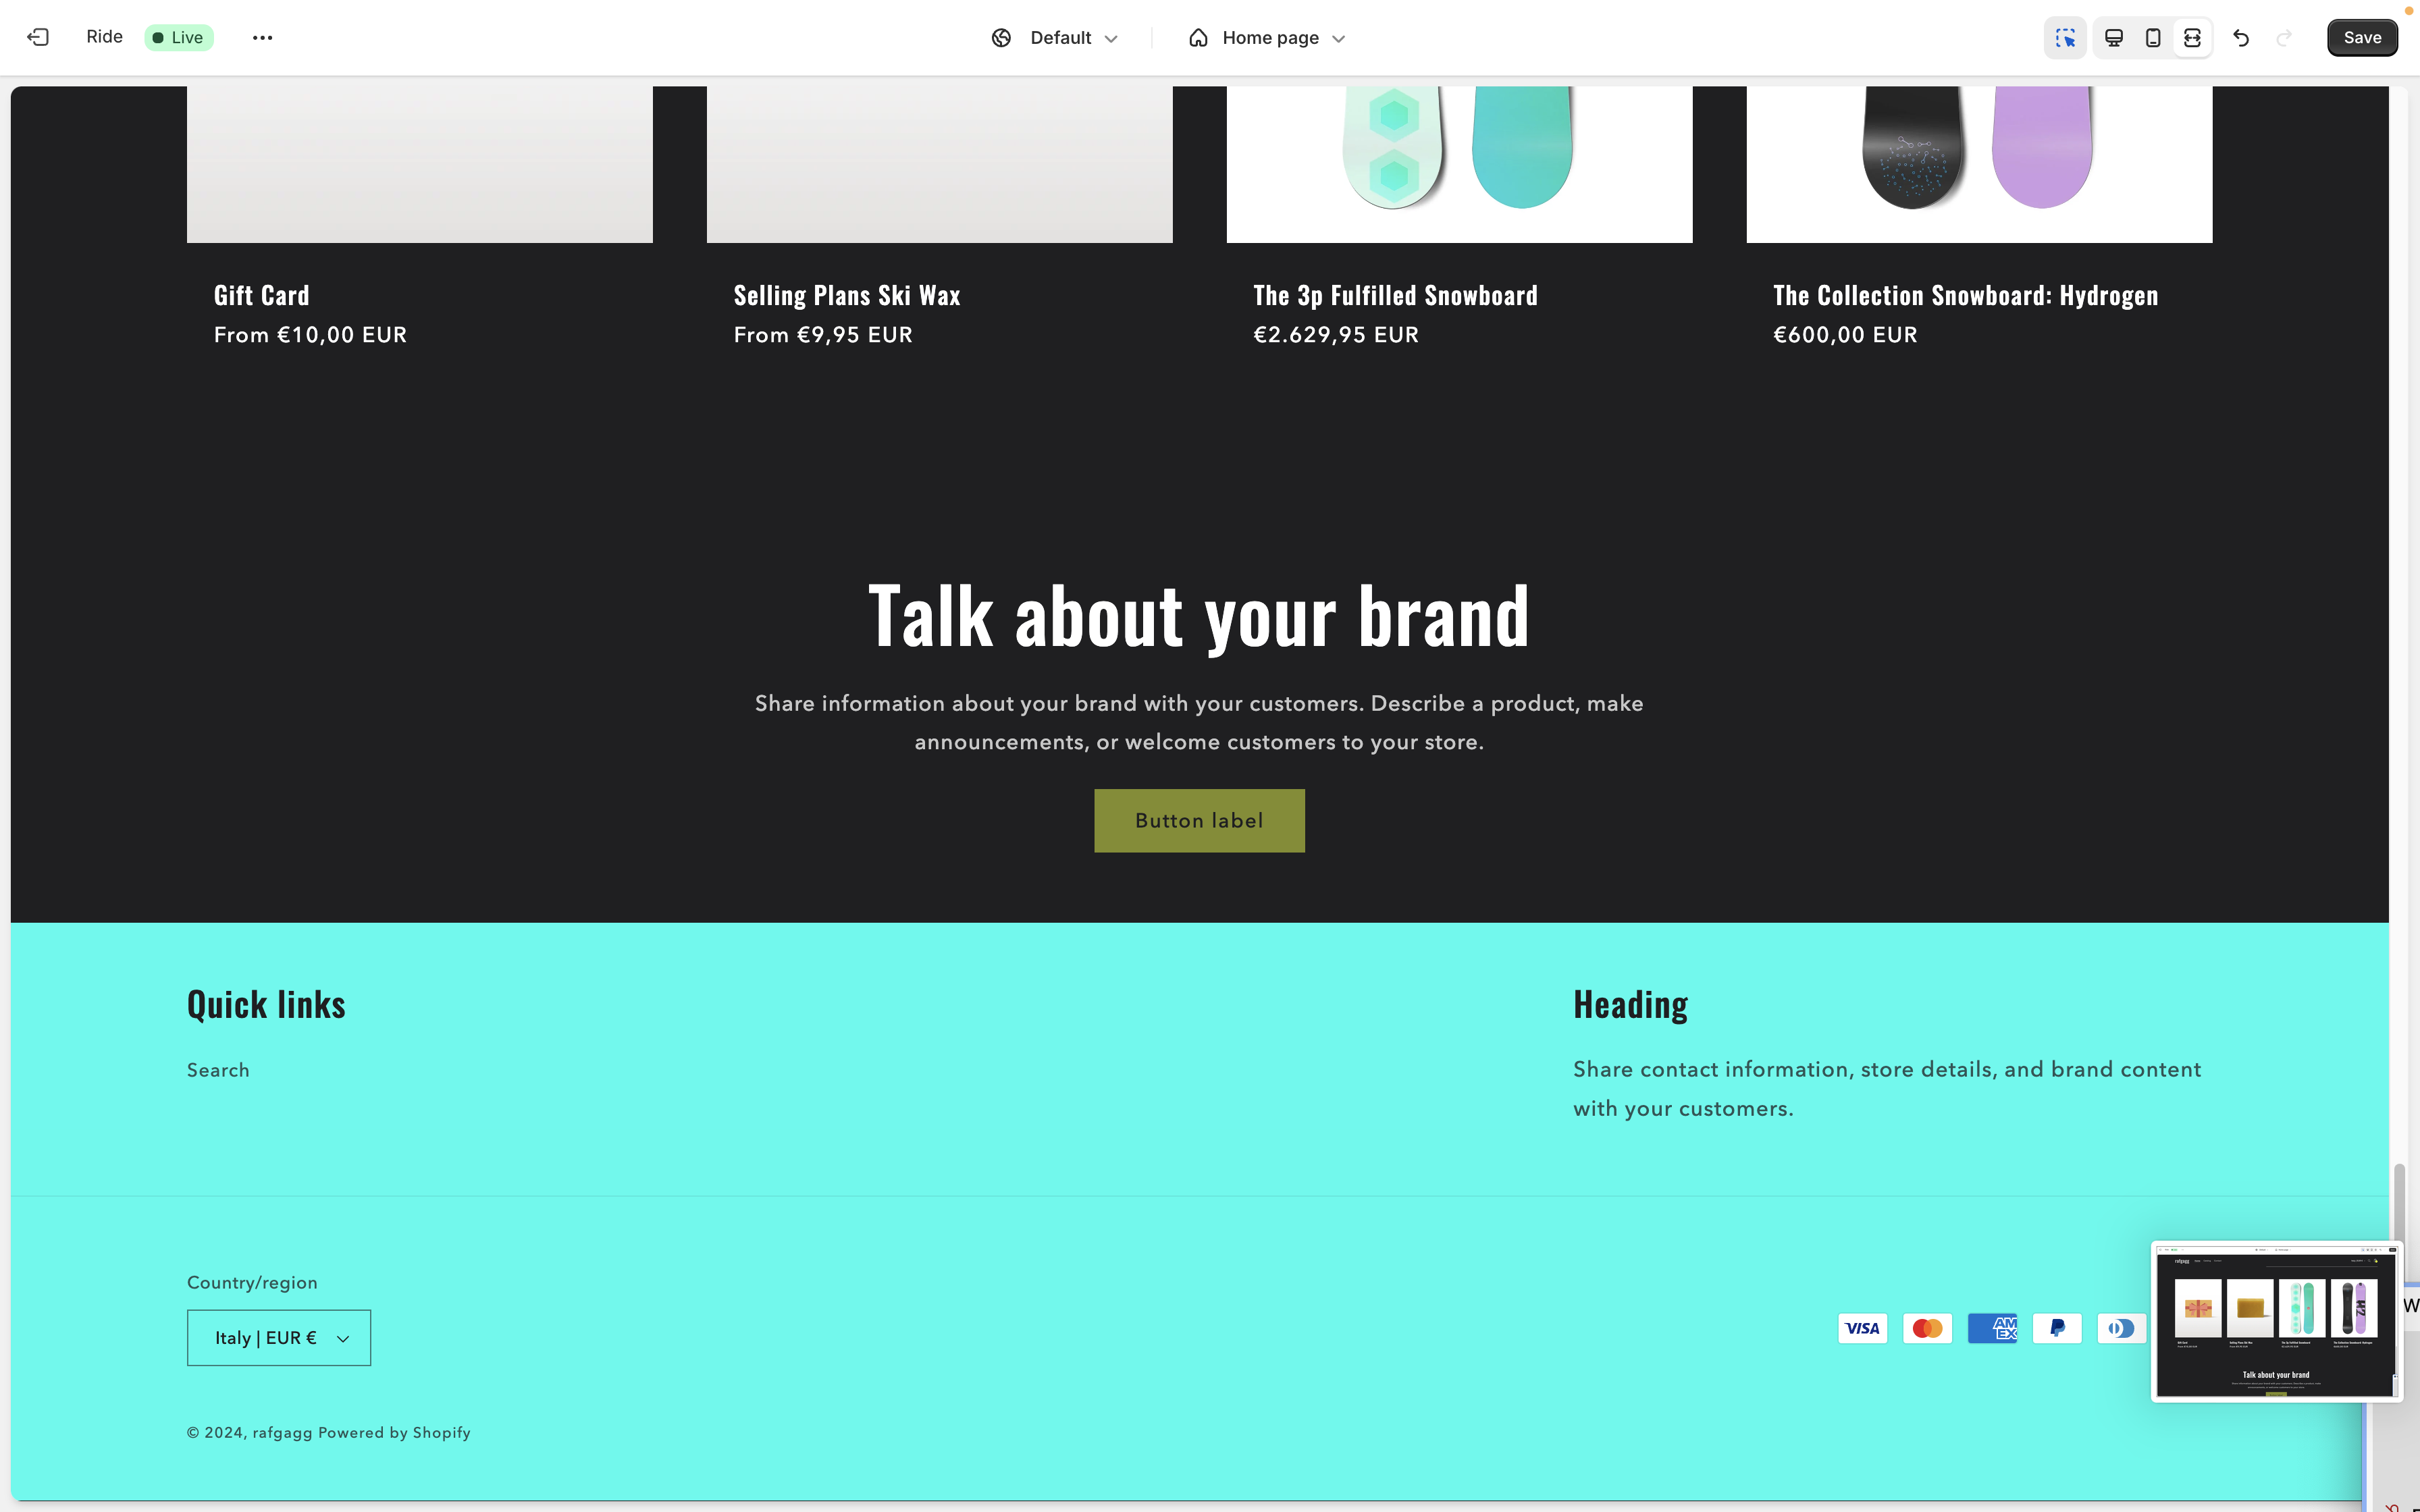 Ride
Live
Default
Home page
Save
Gift Card
From €10,00 EUR
Selling Plans Ski Wax
From €9,95 EUR
The 3p Fulfilled Snowboard
€2.629,95 EUR
The Collection Snowboard: Hydrogen
€600,00 EUR
Talk about your brand
Share information about your brand with your customers. Describe a product, make
announcements, or welcome customers to your store.
Button label
Quick links
Search
Heading
Share contact information, store details, and brand content
with your customers.
Country/region
Italy | EUR €
VISA
AM
EX
rafgagg
Talk about your brand
© 2024, rafgagg Powered by Shopify